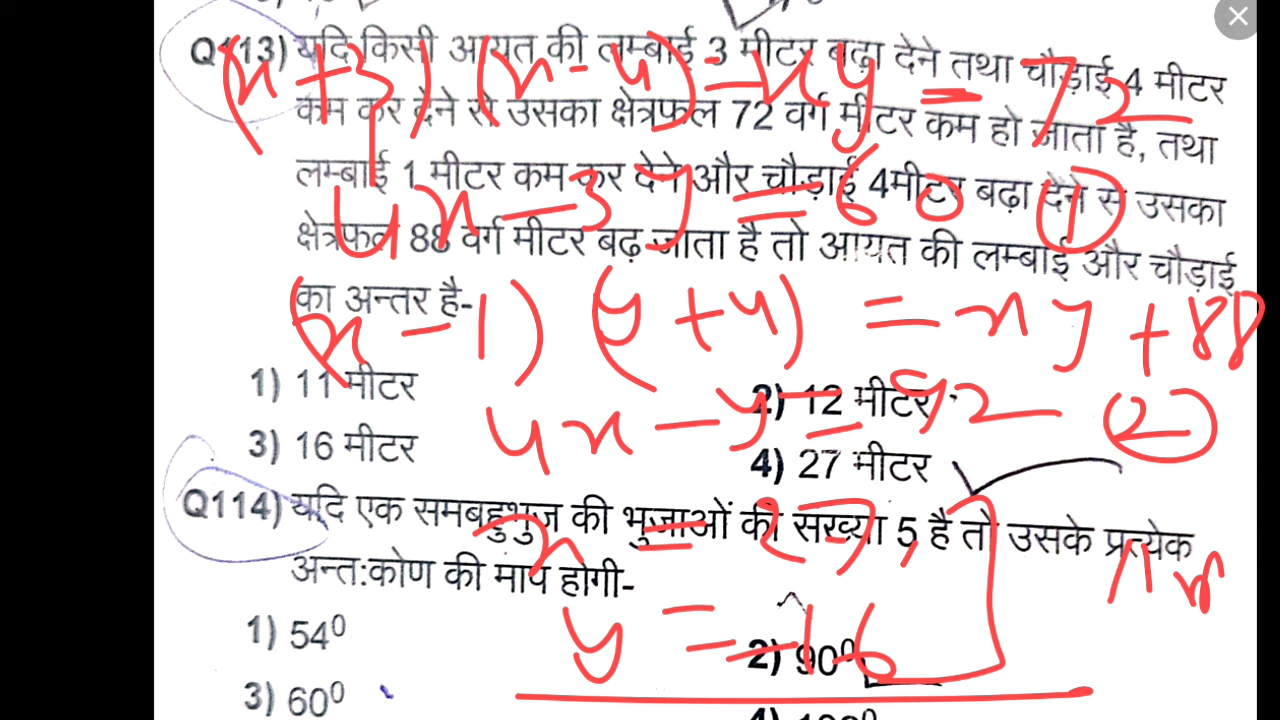 Q113) यदि किसी आयत की लम्बाई 3 मीटर बढ़ा देने तथा चौड़ाई 4 मीटर
(x+3) (x-4) = xy = 72
कम कर देने से उसका क्षेत्रफल 72 वर्ग मीटर कम हो जाता है, तथा
लम्बाई 1 मीटर कम कर देने और चौड़ाई 4मीटर बढ़ा देने से उसका
4x - 3y = 60 ①
क्षेत्रफल 88 वर्ग मीटर बढ़ जाता है तो आयत की लम्बाई और चौड़ाई
का अन्तर है-
(x-1) (y+4) = xy + 88
1) 11 मीटर
2) 12 मीटर
4x - y = 92 - ②
3) 16 मीटर
4) 27 मीटर
Q114) यदि एक समबहुभुज की भुजाओं की सख्या 5 है तो उसके प्रत्येक
x = 27,
अन्त:कोण की माप होगी-
y = 16
1) 54⁰
2) 90⁰
3) 60⁰